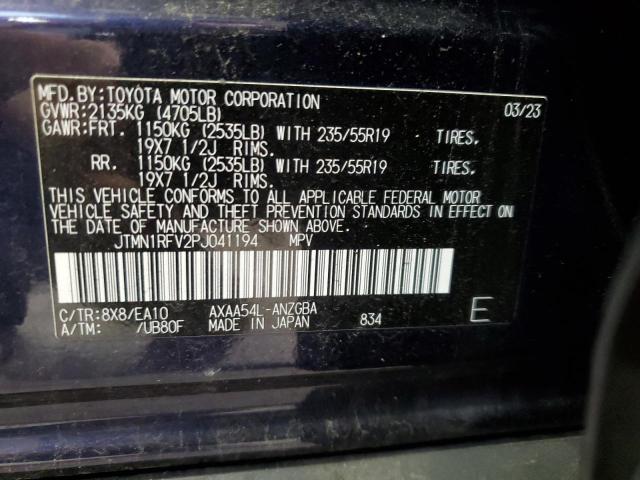 MFD.BY:TOYOTA MOTOR CORPORATION 03/23
GVWR:2135KG (4705LB)
GAWR:FRT. 1150KG (2535LB) WITH 235/55R19 TIRES.
19X7 1/2J RIMS.
RR. 1150KG (2535LB) WITH 235/55R19 TIRES.
19X7 1/2J RIMS.
THIS VEHICLE CONFORMS TO ALL APPLICABLE FEDERAL MOTOR
VEHICLE SAFETY AND THEFT PREVENTION STANDARDS IN EFFECT ON
THE DATE OF MANUFACTURE SHOWN ABOVE.
JTMN1RFV2PJ041194 MPV
C/TR:8X8/EA10 AXAA54L-ANZGBA
A/TM: /UB80F MADE IN JAPAN 834 E